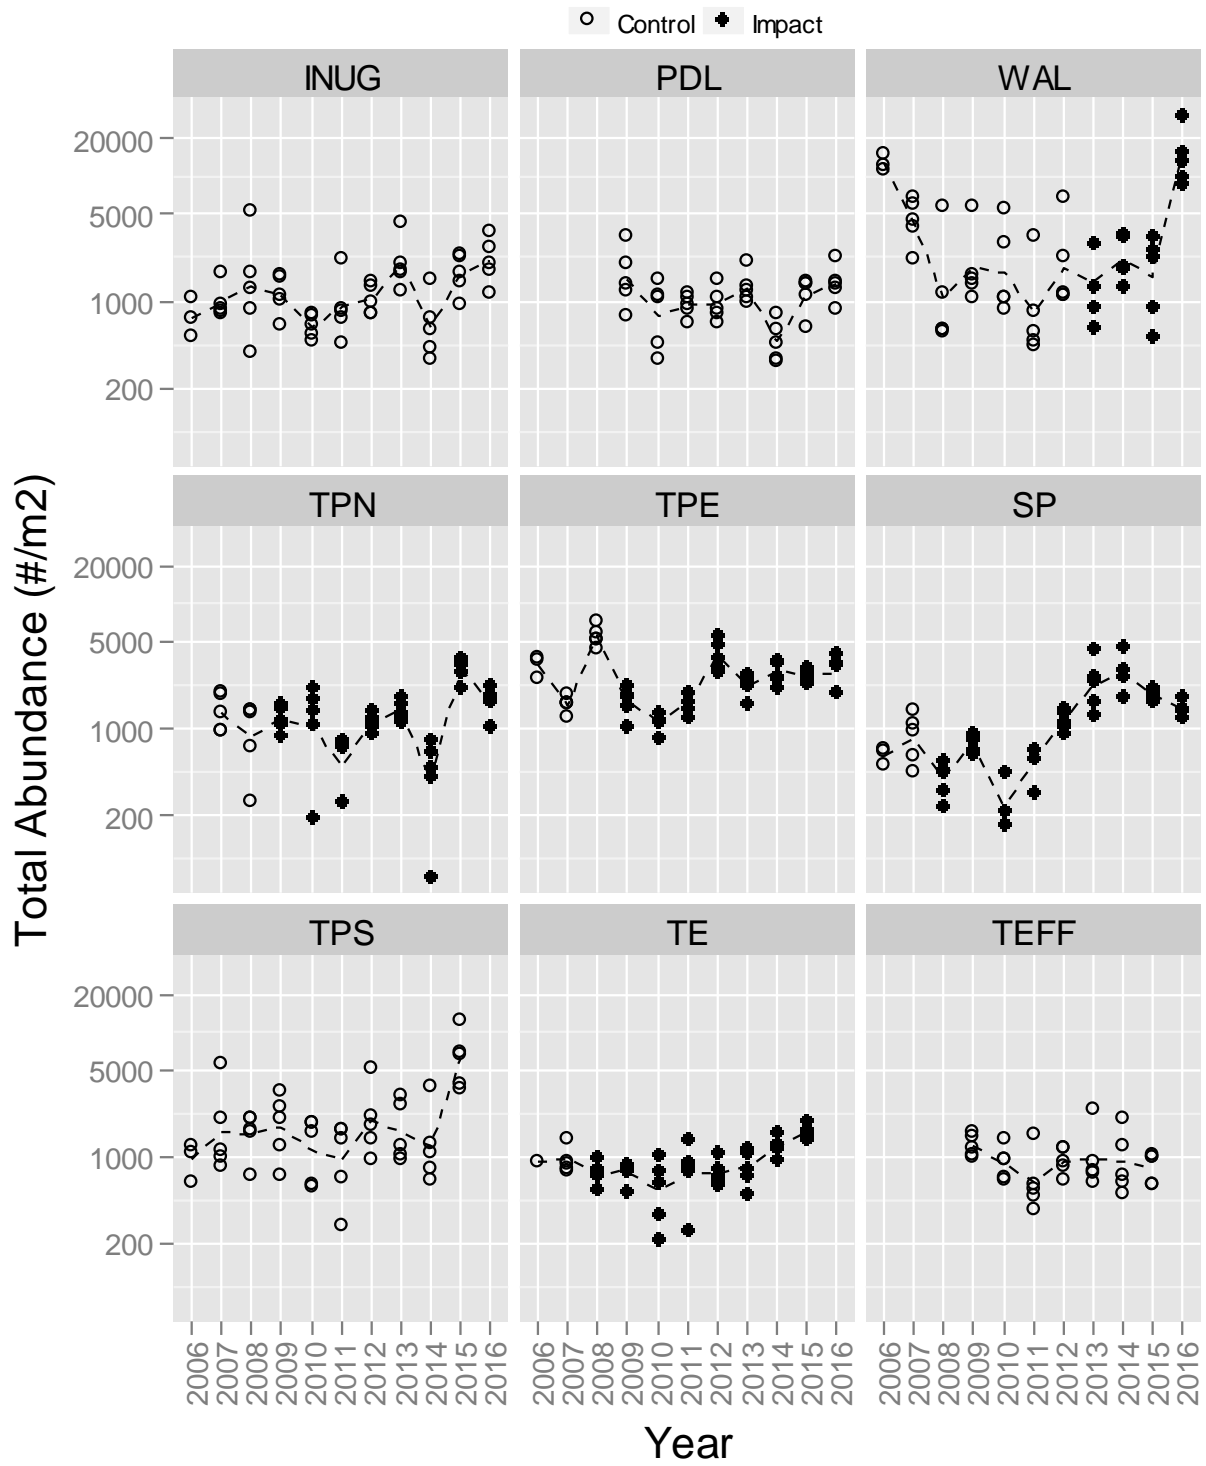 Control Impact
INUG PDL WAL
20000
5000
1000
200
TPN TPE SP
20000
5000
1000
200
Total Abundance (#/m2)
TPS TE TEFF
20000
5000
1000
200
2006 2007 2008 2009 2010 2011 2012 2013 2014 2015 2016 2006 2007 2008 2009 2010 2011 2012 2013 2014 2015 2016 2006 2007 2008 2009 2010 2011 2012 2013 2014 2015 2016
Year